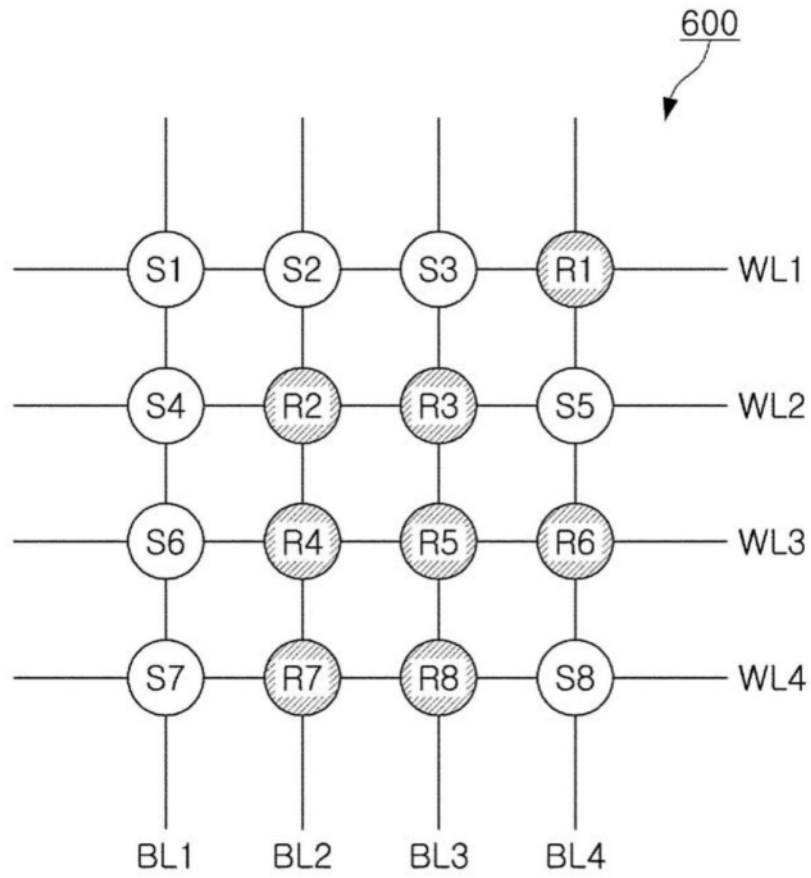 600
S1 S2 S3 R1 WL1
S4 R2 R3 S5 WL2
S6 R4 R5 R6 WL3
S7 R7 R8 S8 WL4
BL1 BL2 BL3 BL4